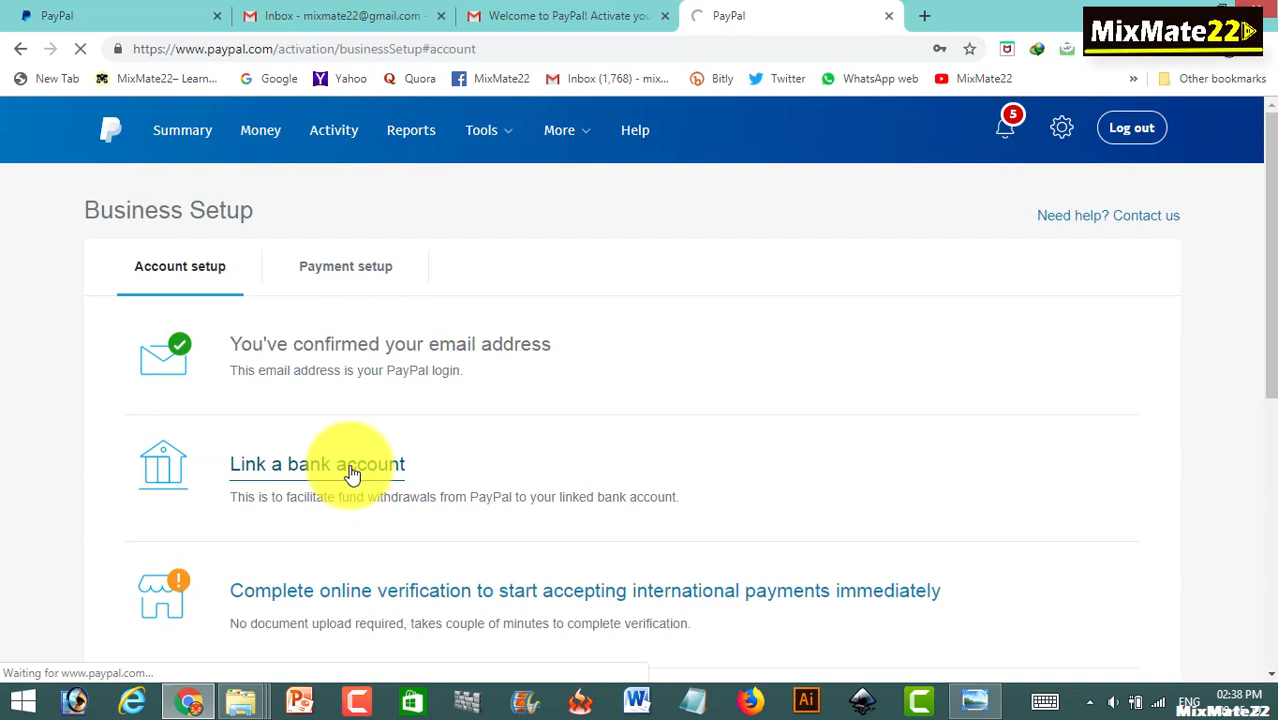 PayPal
Inbox - mixmate22@gmail.com -
Welcome to PayPal! Activate you
PayPal
MixMate22
https://www.paypal.com/activation/businessSetup#account
New Tab
MixMate22– Learn...
Google
Yahoo
Quora
MixMate22
Inbox (1,768) - mix...
Bitly
Twitter
WhatsApp web
MixMate22
»
Other bookmarks
Summary
Money
Activity
Reports
Tools
More
Help
5
Log out
Business Setup
Need help? Contact us
Account setup
Payment setup
You've confirmed your email address
This email address is your PayPal login.
Link a bank account
This is to facilitate fund withdrawals from PayPal to your linked bank account.
Complete online verification to start accepting international payments immediately
No document upload required, takes couple of minutes to complete verification.
Waiting for www.paypal.com...
ENG
02:38 PM
MixMate22